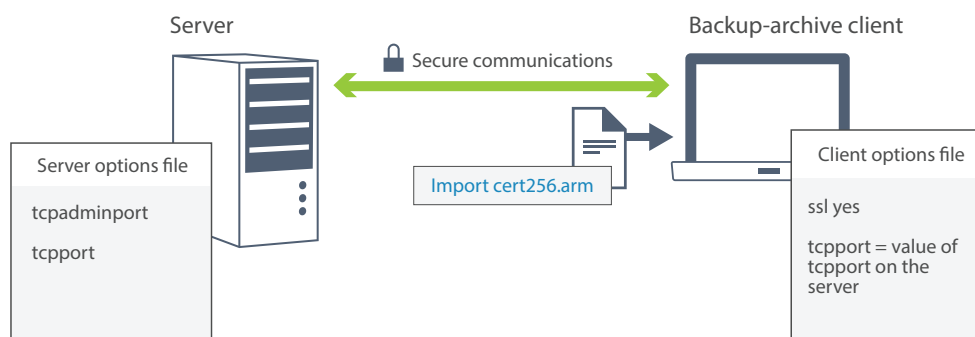 Server
Backup-archive client
Secure communications
Server options file
tcpadminport
tcpport
Import cert256.arm
Client options file
ssl yes
tcpport = value of
tcpport on the
server